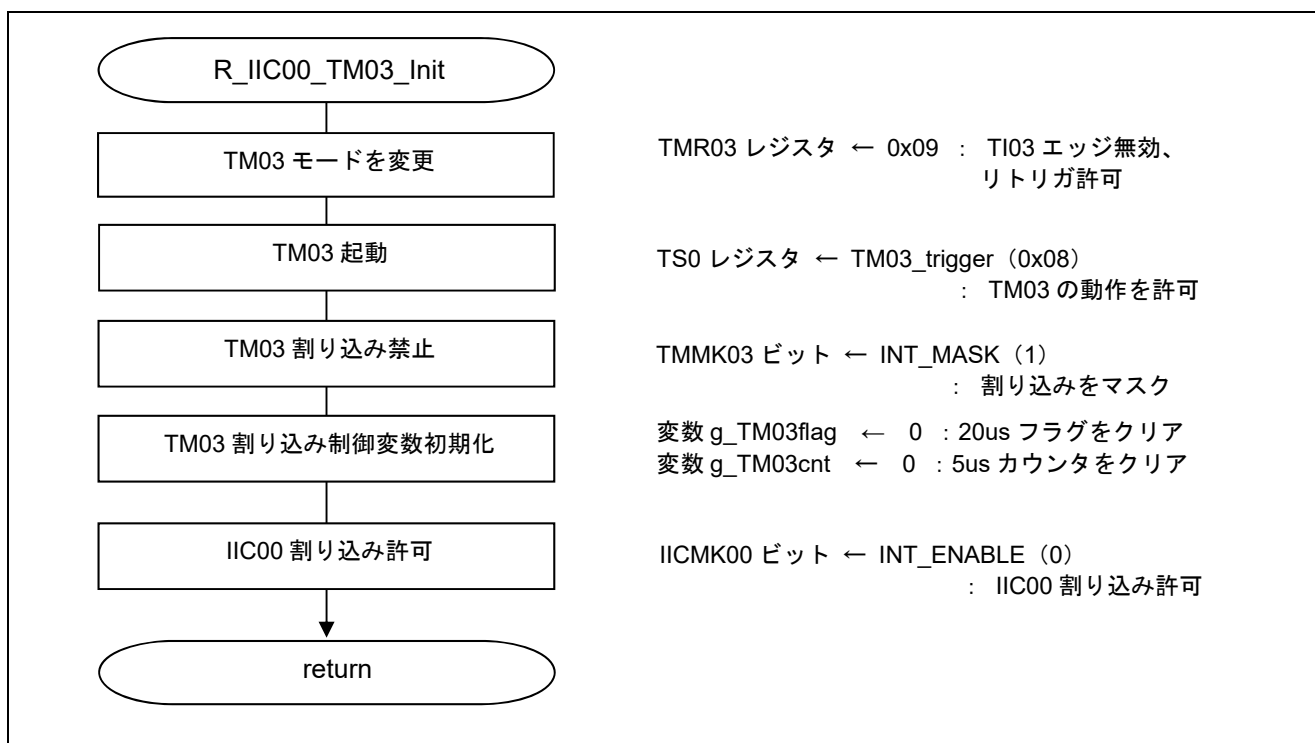 R_IIC00_TM03_Init
TM03 モードを変更
TMR03 レジスタ ← 0x09 : TI03 エッジ無効、
リトリガ許可
TM03 起動
TS0 レジスタ ← TM03_trigger(0x08)
: TM03 の動作を許可
TM03 割り込み禁止
TMMK03 ビット ← INT_MASK(1)
: 割り込みをマスク
TM03 割り込み制御変数初期化
変数 g_TM03flag ← 0 :20us フラグをクリア
変数 g_TM03cnt ← 0 :5us カウンタをクリア
IIC00 割り込み許可
IICMK00 ビット ← INT_ENABLE(0)
: IIC00 割り込み許可
return